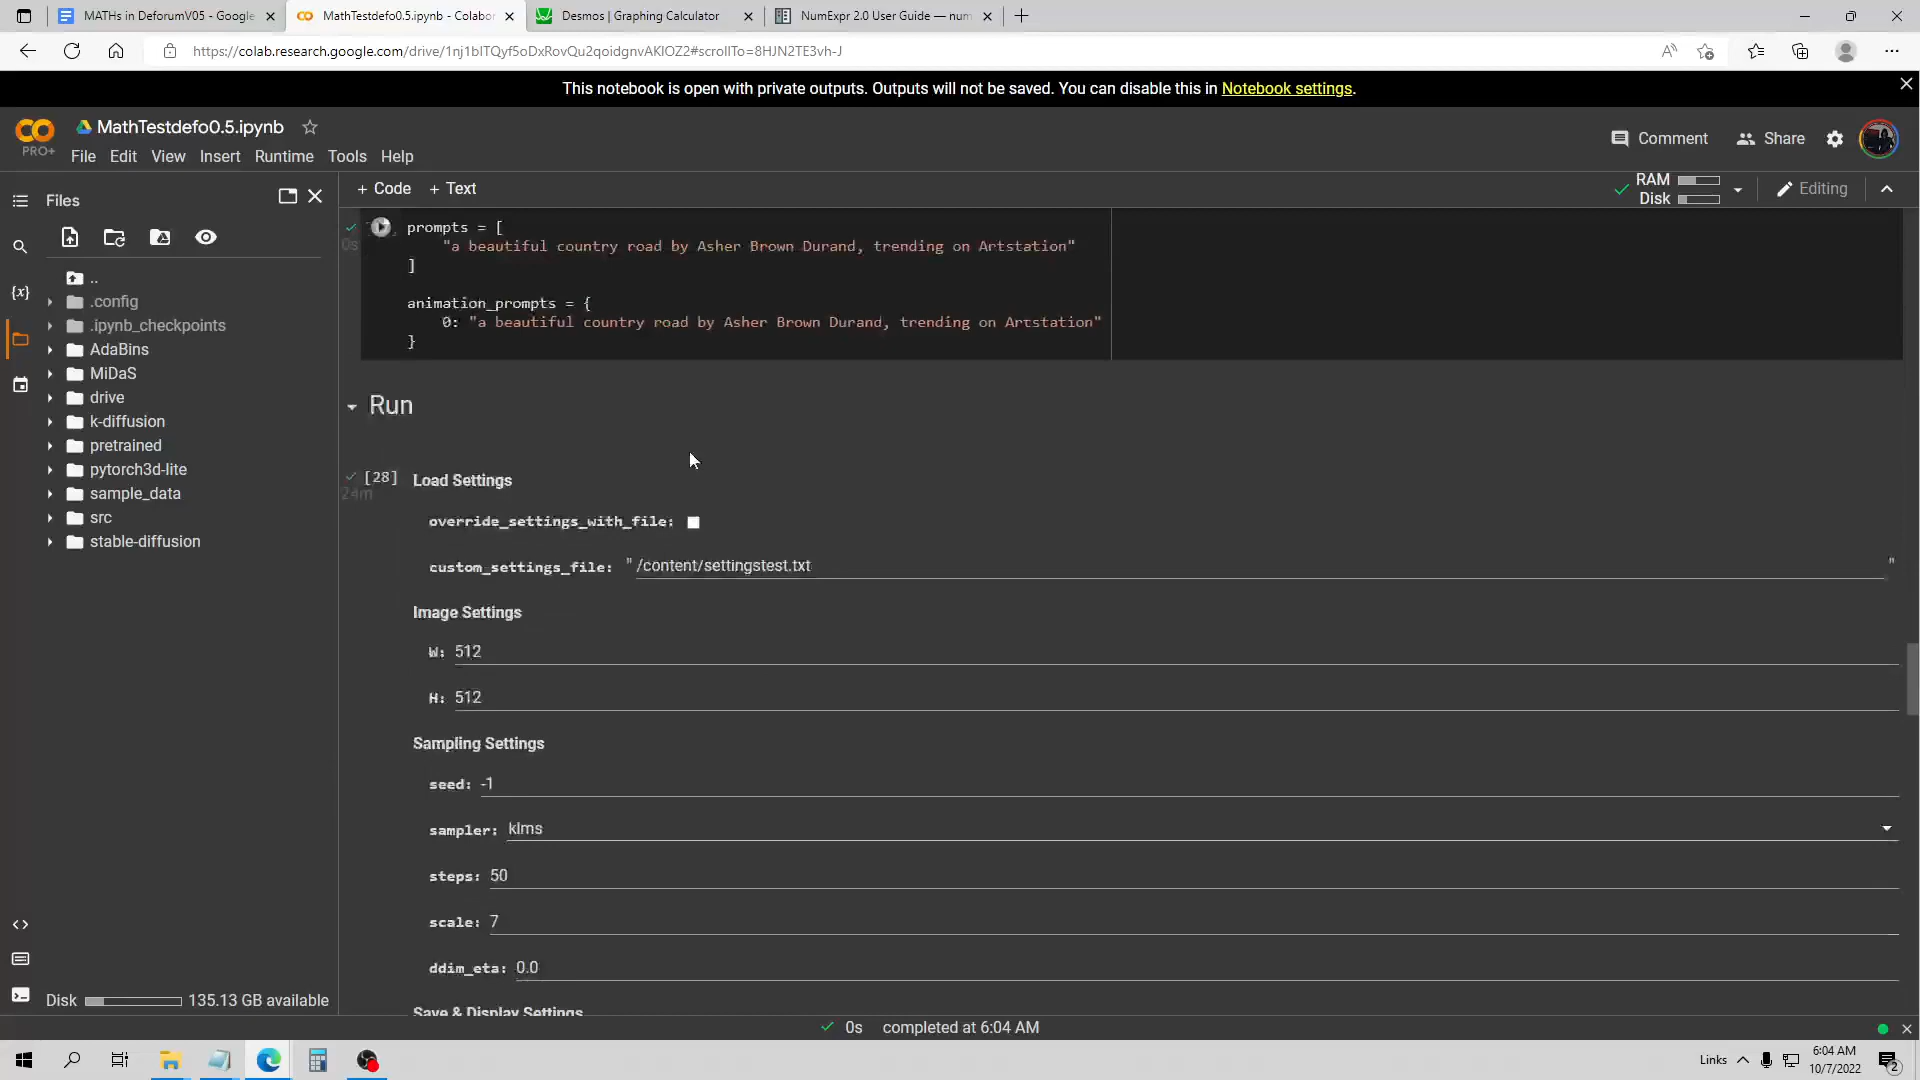 MATHs in DeforumV05 - Google
MathTestdefo0.5.ipynb - Colabor
Desmos | Graphing Calculator
NumExpr 2.0 User Guide — num
https://colab.research.google.com/drive/1nj1bITQyf5oDxRovQu2qoidgnvAKIOZ2#scrollTo=8HJN2TE3vh-J
This notebook is open with private outputs. Outputs will not be saved. You can disable this in Notebook settings.
PRO+
MathTestdefo0.5.ipynb
File Edit View Insert Runtime Tools Help
Comment
Share
Files
+ Code + Text
RAM
Disk
Editing
..
.config
.ipynb_checkpoints
AdaBins
MiDaS
drive
k-diffusion
pretrained
pytorch3d-lite
sample_data
src
stable-diffusion
Disk 135.13 GB available
0s
prompts = [
"a beautiful country road by Asher Brown Durand, trending on Artstation"
]
animation_prompts = {
0: "a beautiful country road by Asher Brown Durand, trending on Artstation"
}
Run
[28]
24m
Load Settings
override_settings_with_file:
custom_settings_file: "/content/settingstest.txt"
Image Settings
W: 512
H: 512
Sampling Settings
seed: -1
sampler: klms
steps: 50
scale: 7
ddim_eta: 0.0
Save & Display Settings
0s completed at 6:04 AM
Links
6:04 AM
10/7/2022
2